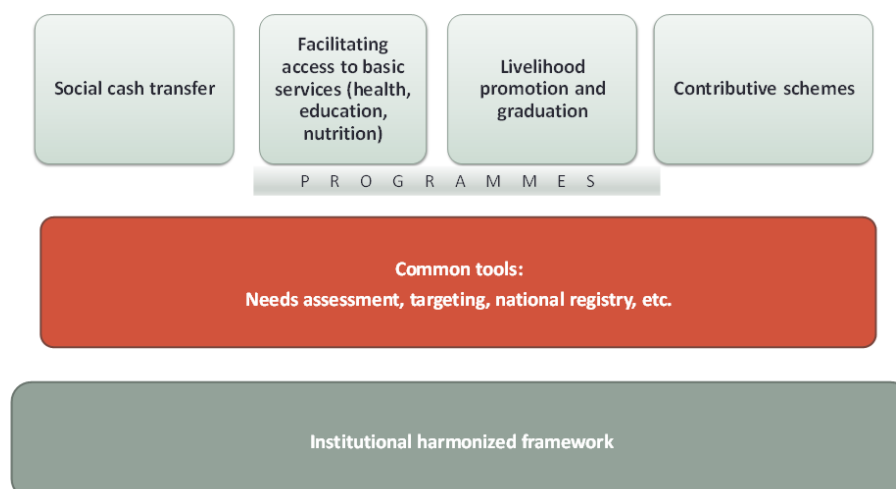 Social cash transfer
Facilitating
access to basic
services (health,
education,
nutrition)
Livelihood
promotion and
graduation
Contributive schemes
PROGRAMMES
Common tools:
Needs assessment, targeting, national registry, etc.
Institutional harmonized framework